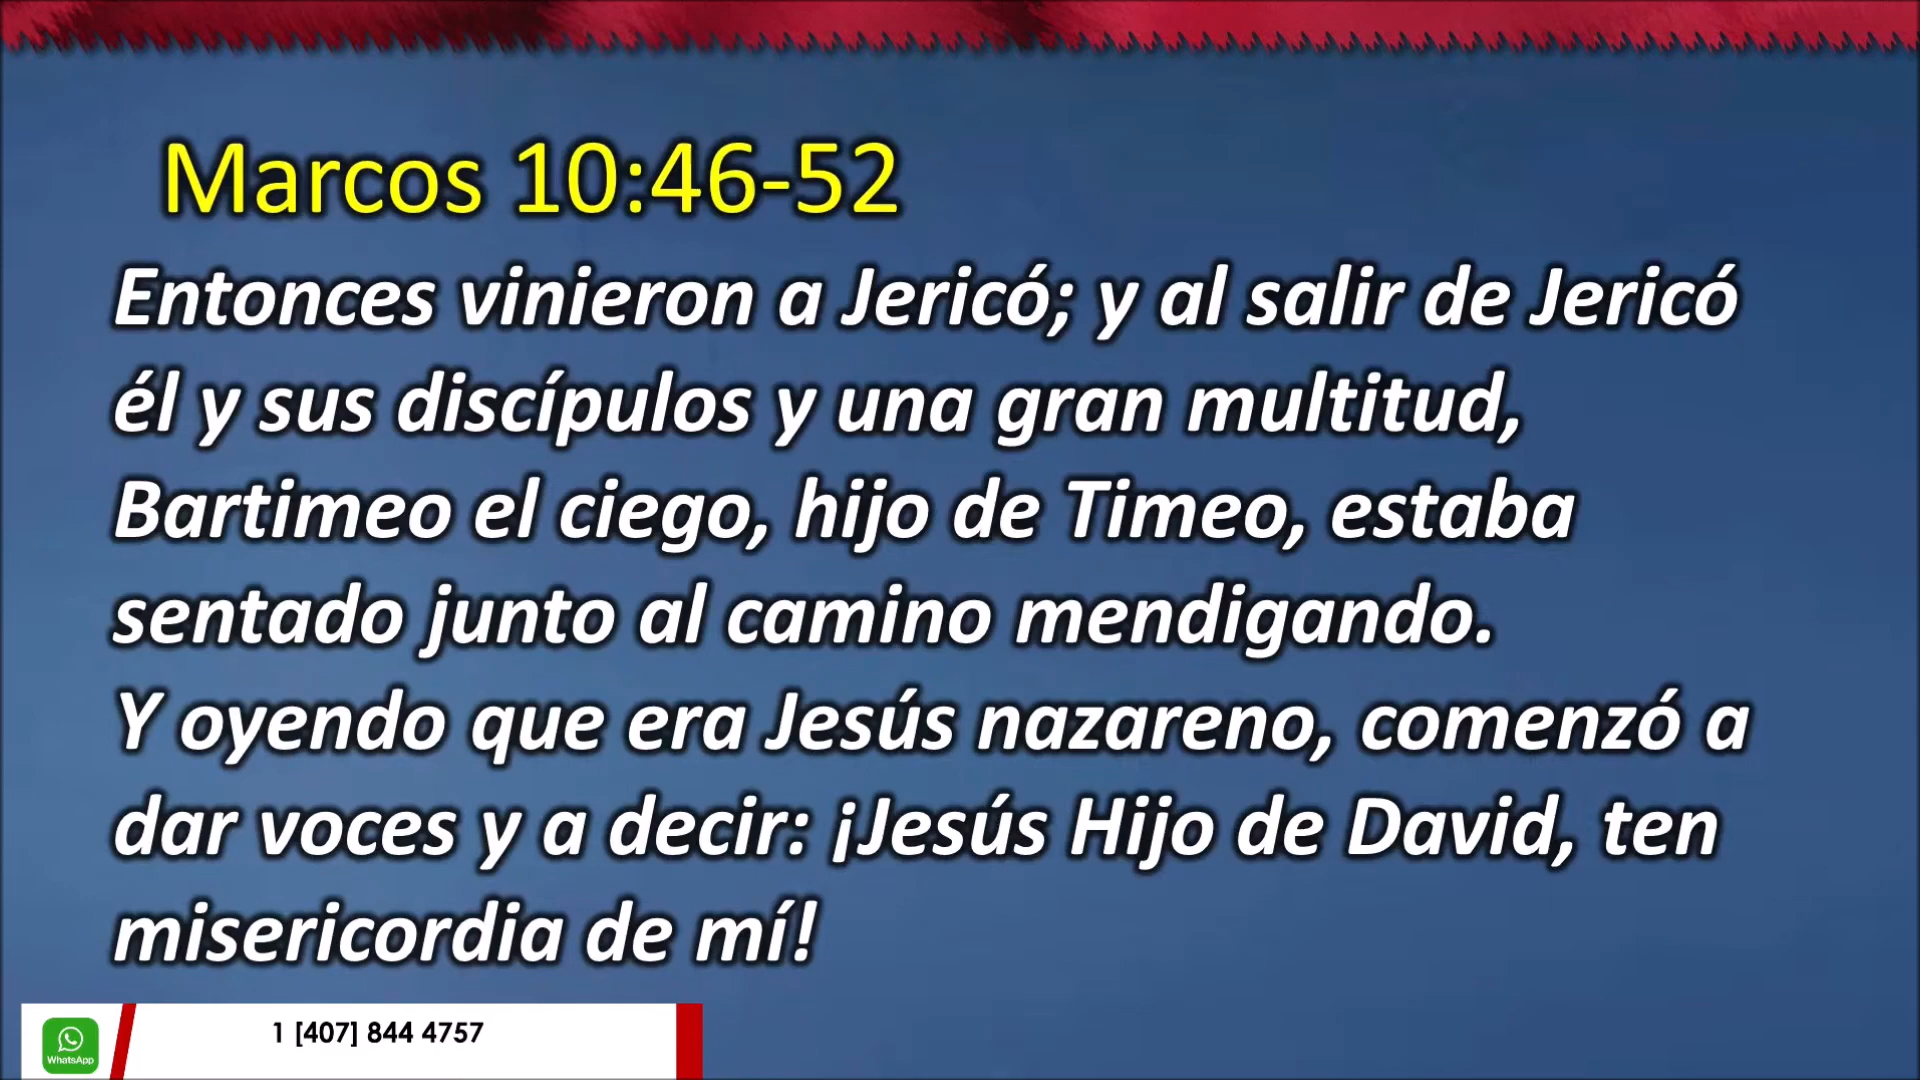 Marcos 10:46-52
Entonces vinieron a Jericó; y al salir de Jericó
él y sus discípulos y una gran multitud,
Bartimeo el ciego, hijo de Timeo, estaba
sentado junto al camino mendigando.
Y oyendo que era Jesús nazareno, comenzó a
dar voces y a decir: ¡Jesús Hijo de David, ten
misericordia de mí!
1 [407] 844 4757
WhatsApp